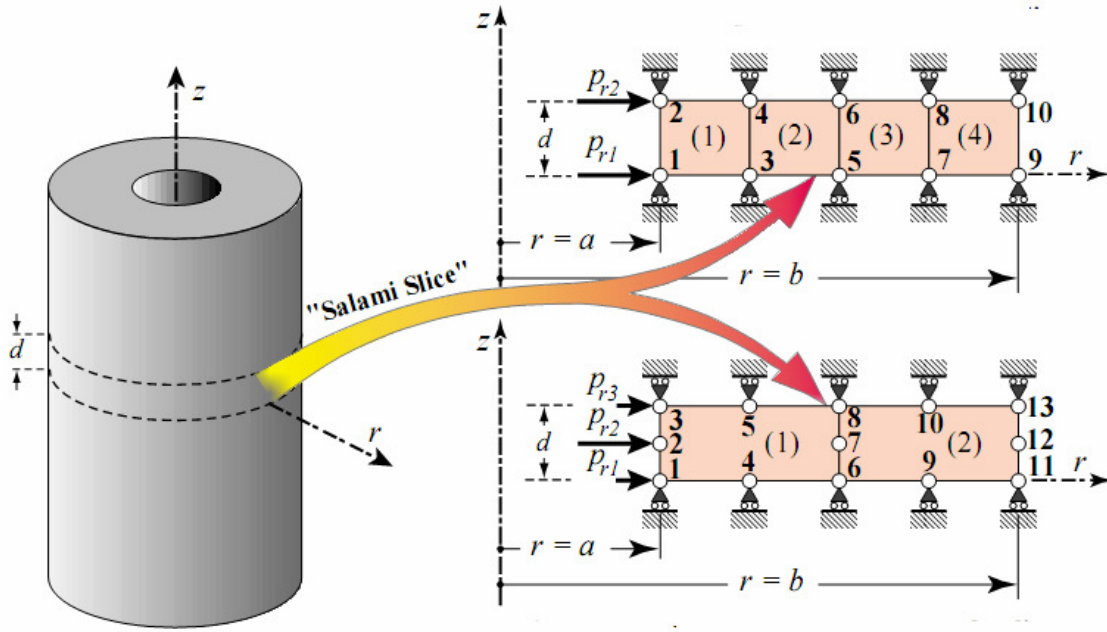 z
d
r
"Salami Slice"
z
p_r2
d
p_r1
2 4 6 8 10
(1) (2) (3) (4)
1 3 5 7 9
r
r = a
r = b
z
p_r3
p_r2
d
p_r1
3 5 8 10 13
2 (1) 7 (2) 12
1 4 6 9 11
r
r = a
r = b